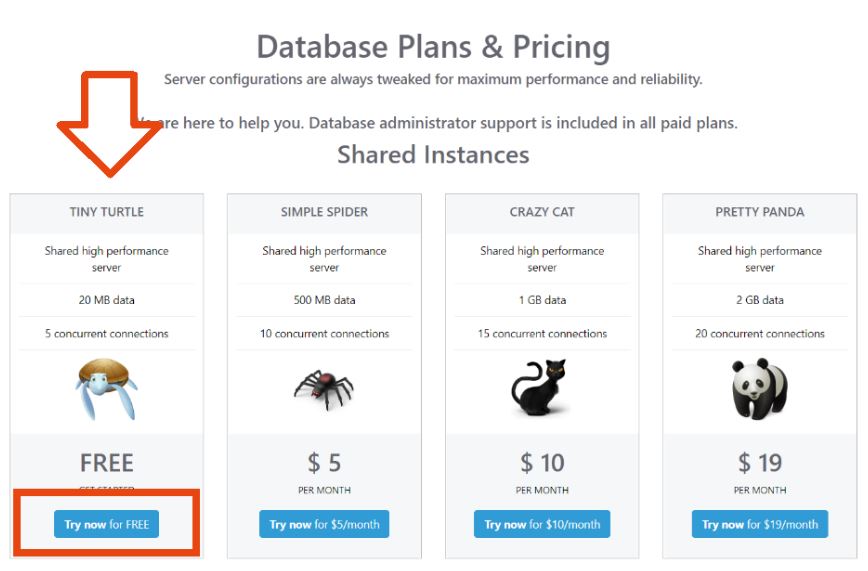 Database Plans & Pricing
Server configurations are always tweaked for maximum performance and reliability.
are here to help you. Database administrator support is included in all paid plans.
Shared Instances
TINY TURTLE
Shared high performance
server
20 MB data
5 concurrent connections
FREE
GET STARTED
Try now for FREE
SIMPLE SPIDER
Shared high performance
server
500 MB data
10 concurrent connections
$ 5
PER MONTH
Try now for $5/month
CRAZY CAT
Shared high performance
server
1 GB data
15 concurrent connections
$ 10
PER MONTH
Try now for $10/month
PRETTY PANDA
Shared high performance
server
2 GB data
20 concurrent connections
$ 19
PER MONTH
Try now for $19/month